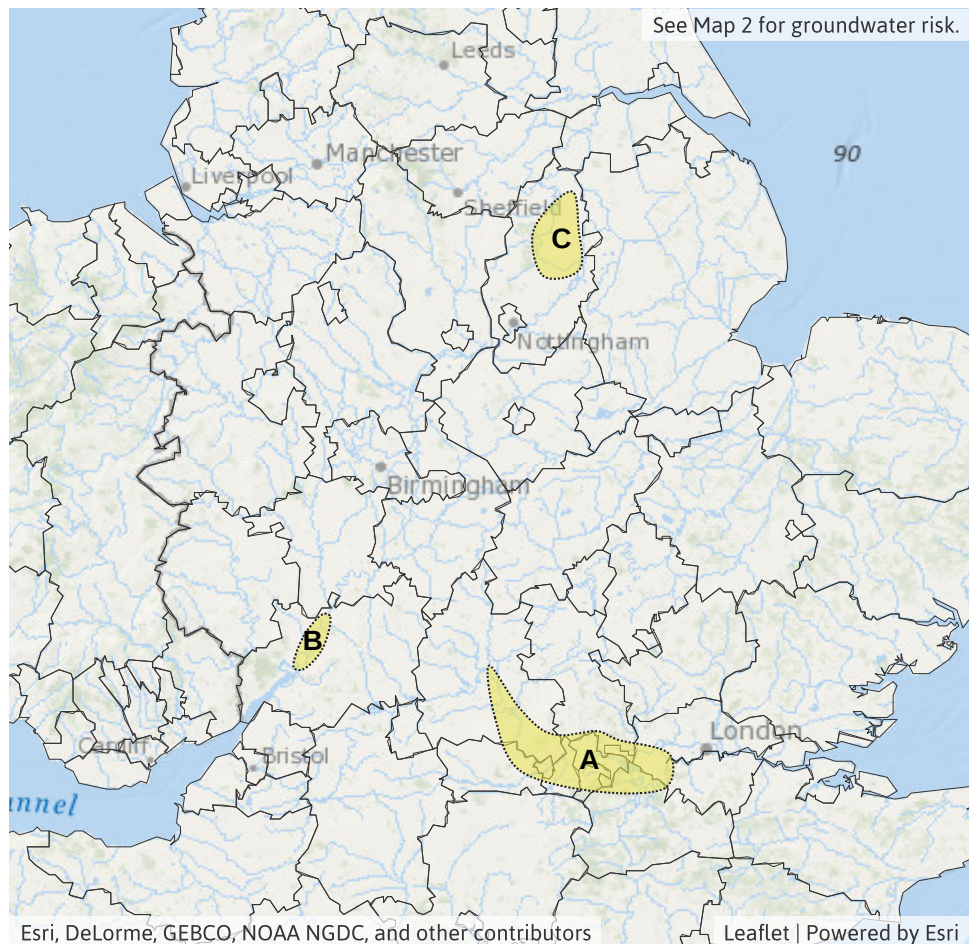 See Map 2 for groundwater risk.
Leeds
Manchester
90
Liverpool
Sheffield
C
Nottingham
Birmingham
B
London
A
Cardiff
Bristol
annel
Esri, DeLorme, GEBCO, NOAA NGDC, and other contributors
Leaflet | Powered by Esri